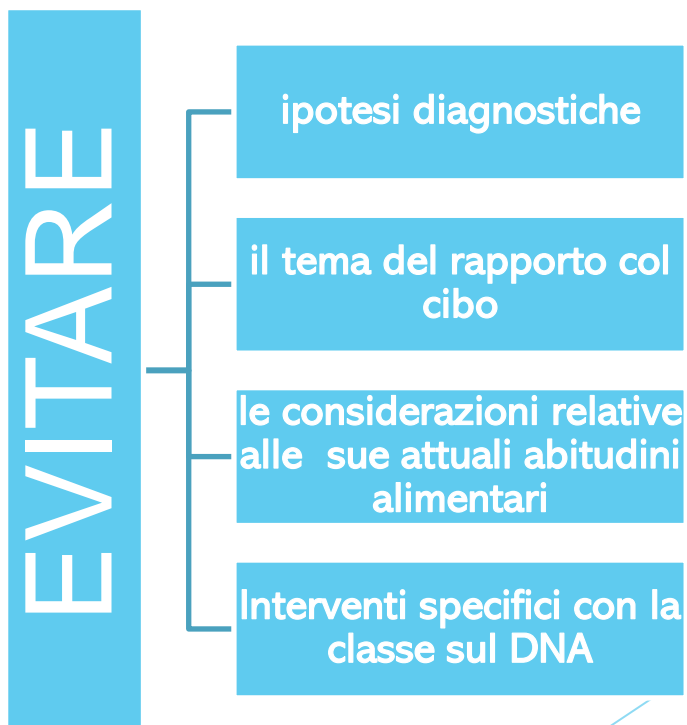 EVITARE
ipotesi diagnostiche
il tema del rapporto col
cibo
le considerazioni relative
alle  sue attuali abitudini
alimentari
Interventi specifici con la
classe sul DNA